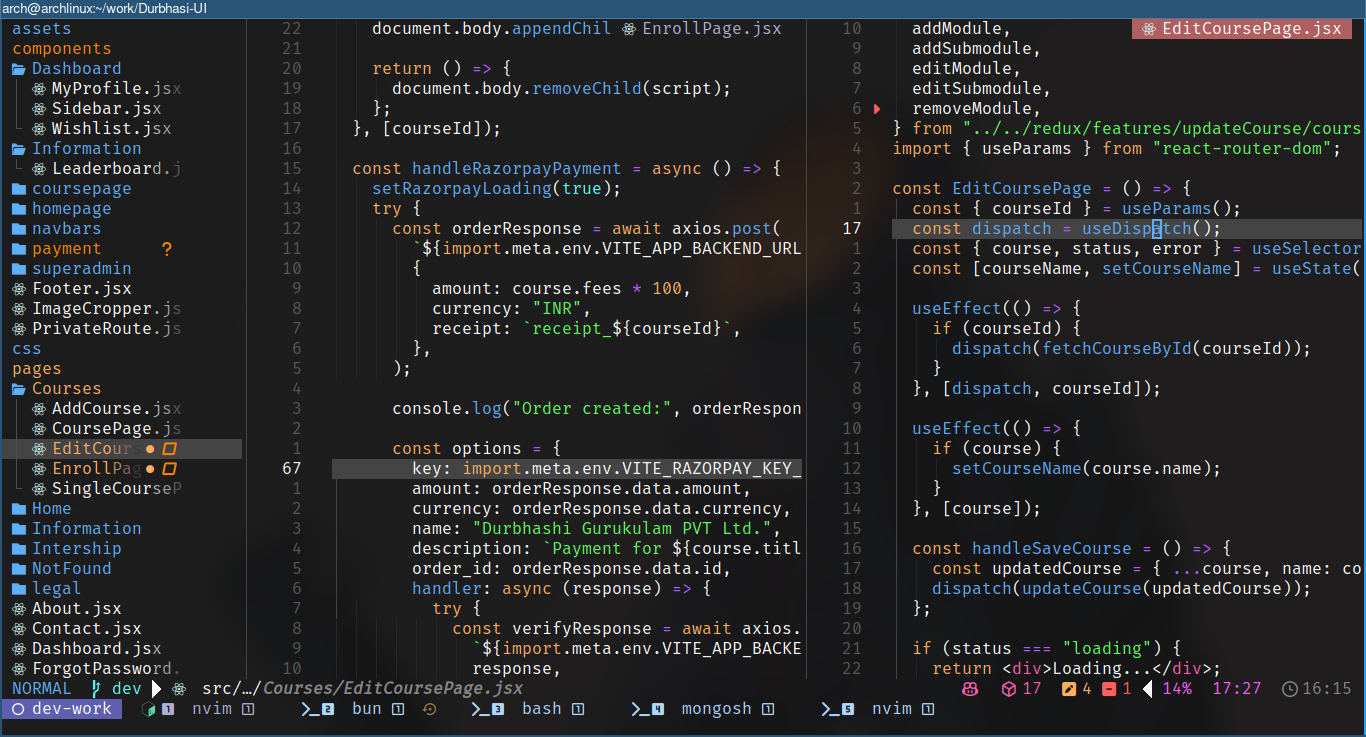 arch@archlinux:~/work/Durbhasi-UI
assets
components
Dashboard
MyProfile.jsx
Sidebar.jsx
Wishlist.jsx
Information
Leaderboard.j
coursepage
homepage
navbars
payment ?
superadmin
Footer.jsx
ImageCropper.js
PrivateRoute.js
css
pages
Courses
AddCourse.jsx
CoursePage.js
EditCour
EnrollPag
SingleCourseP
Home
Information
Intership
NotFound
legal
About.jsx
Contact.jsx
Dashboard.jsx
ForgotPassword.
22 document.body.appendChil EnrollPage.jsx
21
20 return () => {
19 document.body.removeChild(script);
18 };
17 }, [courseId]);
16
15 const handleRazorpayPayment = async () => {
14 setRazorpayLoading(true);
13 try {
12 const orderResponse = await axios.post(
11 `${import.meta.env.VITE_APP_BACKEND_URL
10 {
9 amount: course.fees * 100,
8 currency: "INR",
7 receipt: `receipt_${courseId}`,
6 },
5 );
4
3 console.log("Order created:", orderRespon
2
1 const options = {
67 key: import.meta.env.VITE_RAZORPAY_KEY_
1 amount: orderResponse.data.amount,
2 currency: orderResponse.data.currency,
3 name: "Durbhashi Gurukulam PVT Ltd.",
4 description: `Payment for ${course.titl
5 order_id: orderResponse.data.id,
6 handler: async (response) => {
7 try {
8 const verifyResponse = await axios.
9 `${import.meta.env.VITE_APP_BACKE
10 response,
10 addModule, EditCoursePage.jsx
9 addSubmodule,
8 editModule,
7 editSubmodule,
6 removeModule,
5 } from "../../redux/features/updateCourse/cours
4 import { useParams } from "react-router-dom";
3
2 const EditCoursePage = () => {
1 const { courseId } = useParams();
17 const dispatch = useDispatch();
1 const { course, status, error } = useSelector
2 const [courseName, setCourseName] = useState(
3
4 useEffect(() => {
5 if (courseId) {
6 dispatch(fetchCourseById(courseId));
7 }
8 }, [dispatch, courseId]);
9
10 useEffect(() => {
11 if (course) {
12 setCourseName(course.name);
13 }
14 }, [course]);
15
16 const handleSaveCourse = () => {
17 const updatedCourse = { ...course, name: co
18 dispatch(updateCourse(updatedCourse));
19 };
20
21 if (status === "loading") {
22 return <div>Loading...</div>;
NORMAL dev src/…/Courses/EditCoursePage.jsx 17 4 1 14% 17:27 16:15
dev-work 1 nvim 1 2 bun 1 3 bash 1 4 mongosh 1 5 nvim 1